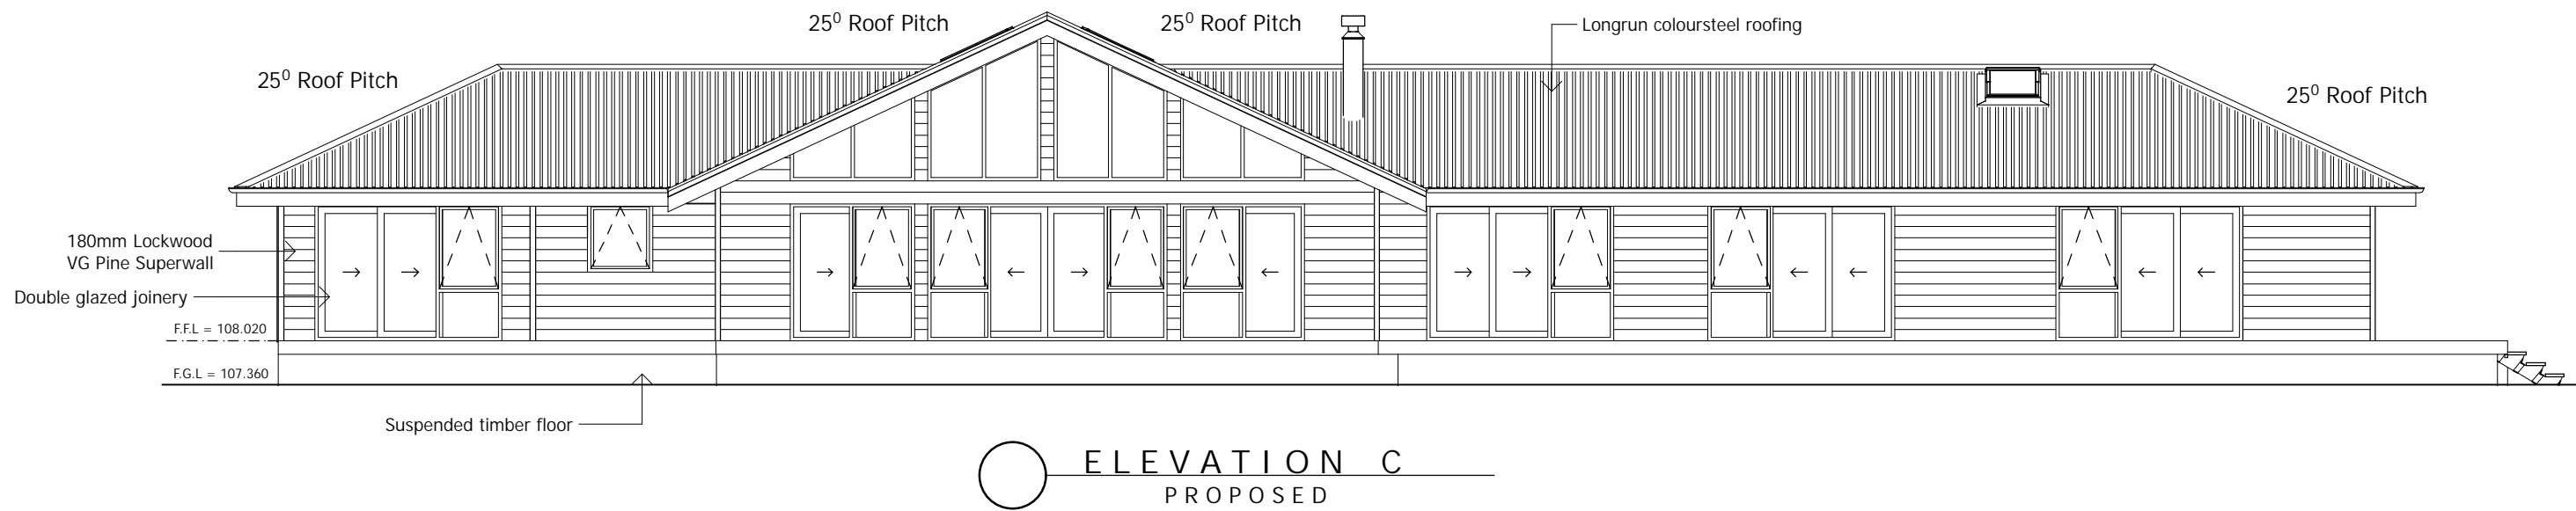 25⁰ Roof Pitch
25⁰ Roof Pitch
Longrun coloursteel roofing
25⁰ Roof Pitch
25⁰ Roof Pitch
180mm Lockwood
VG Pine Superwall
Double glazed joinery
F.F.L = 108.020
F.G.L = 107.360
Suspended timber floor
ELEVATION C
PROPOSED